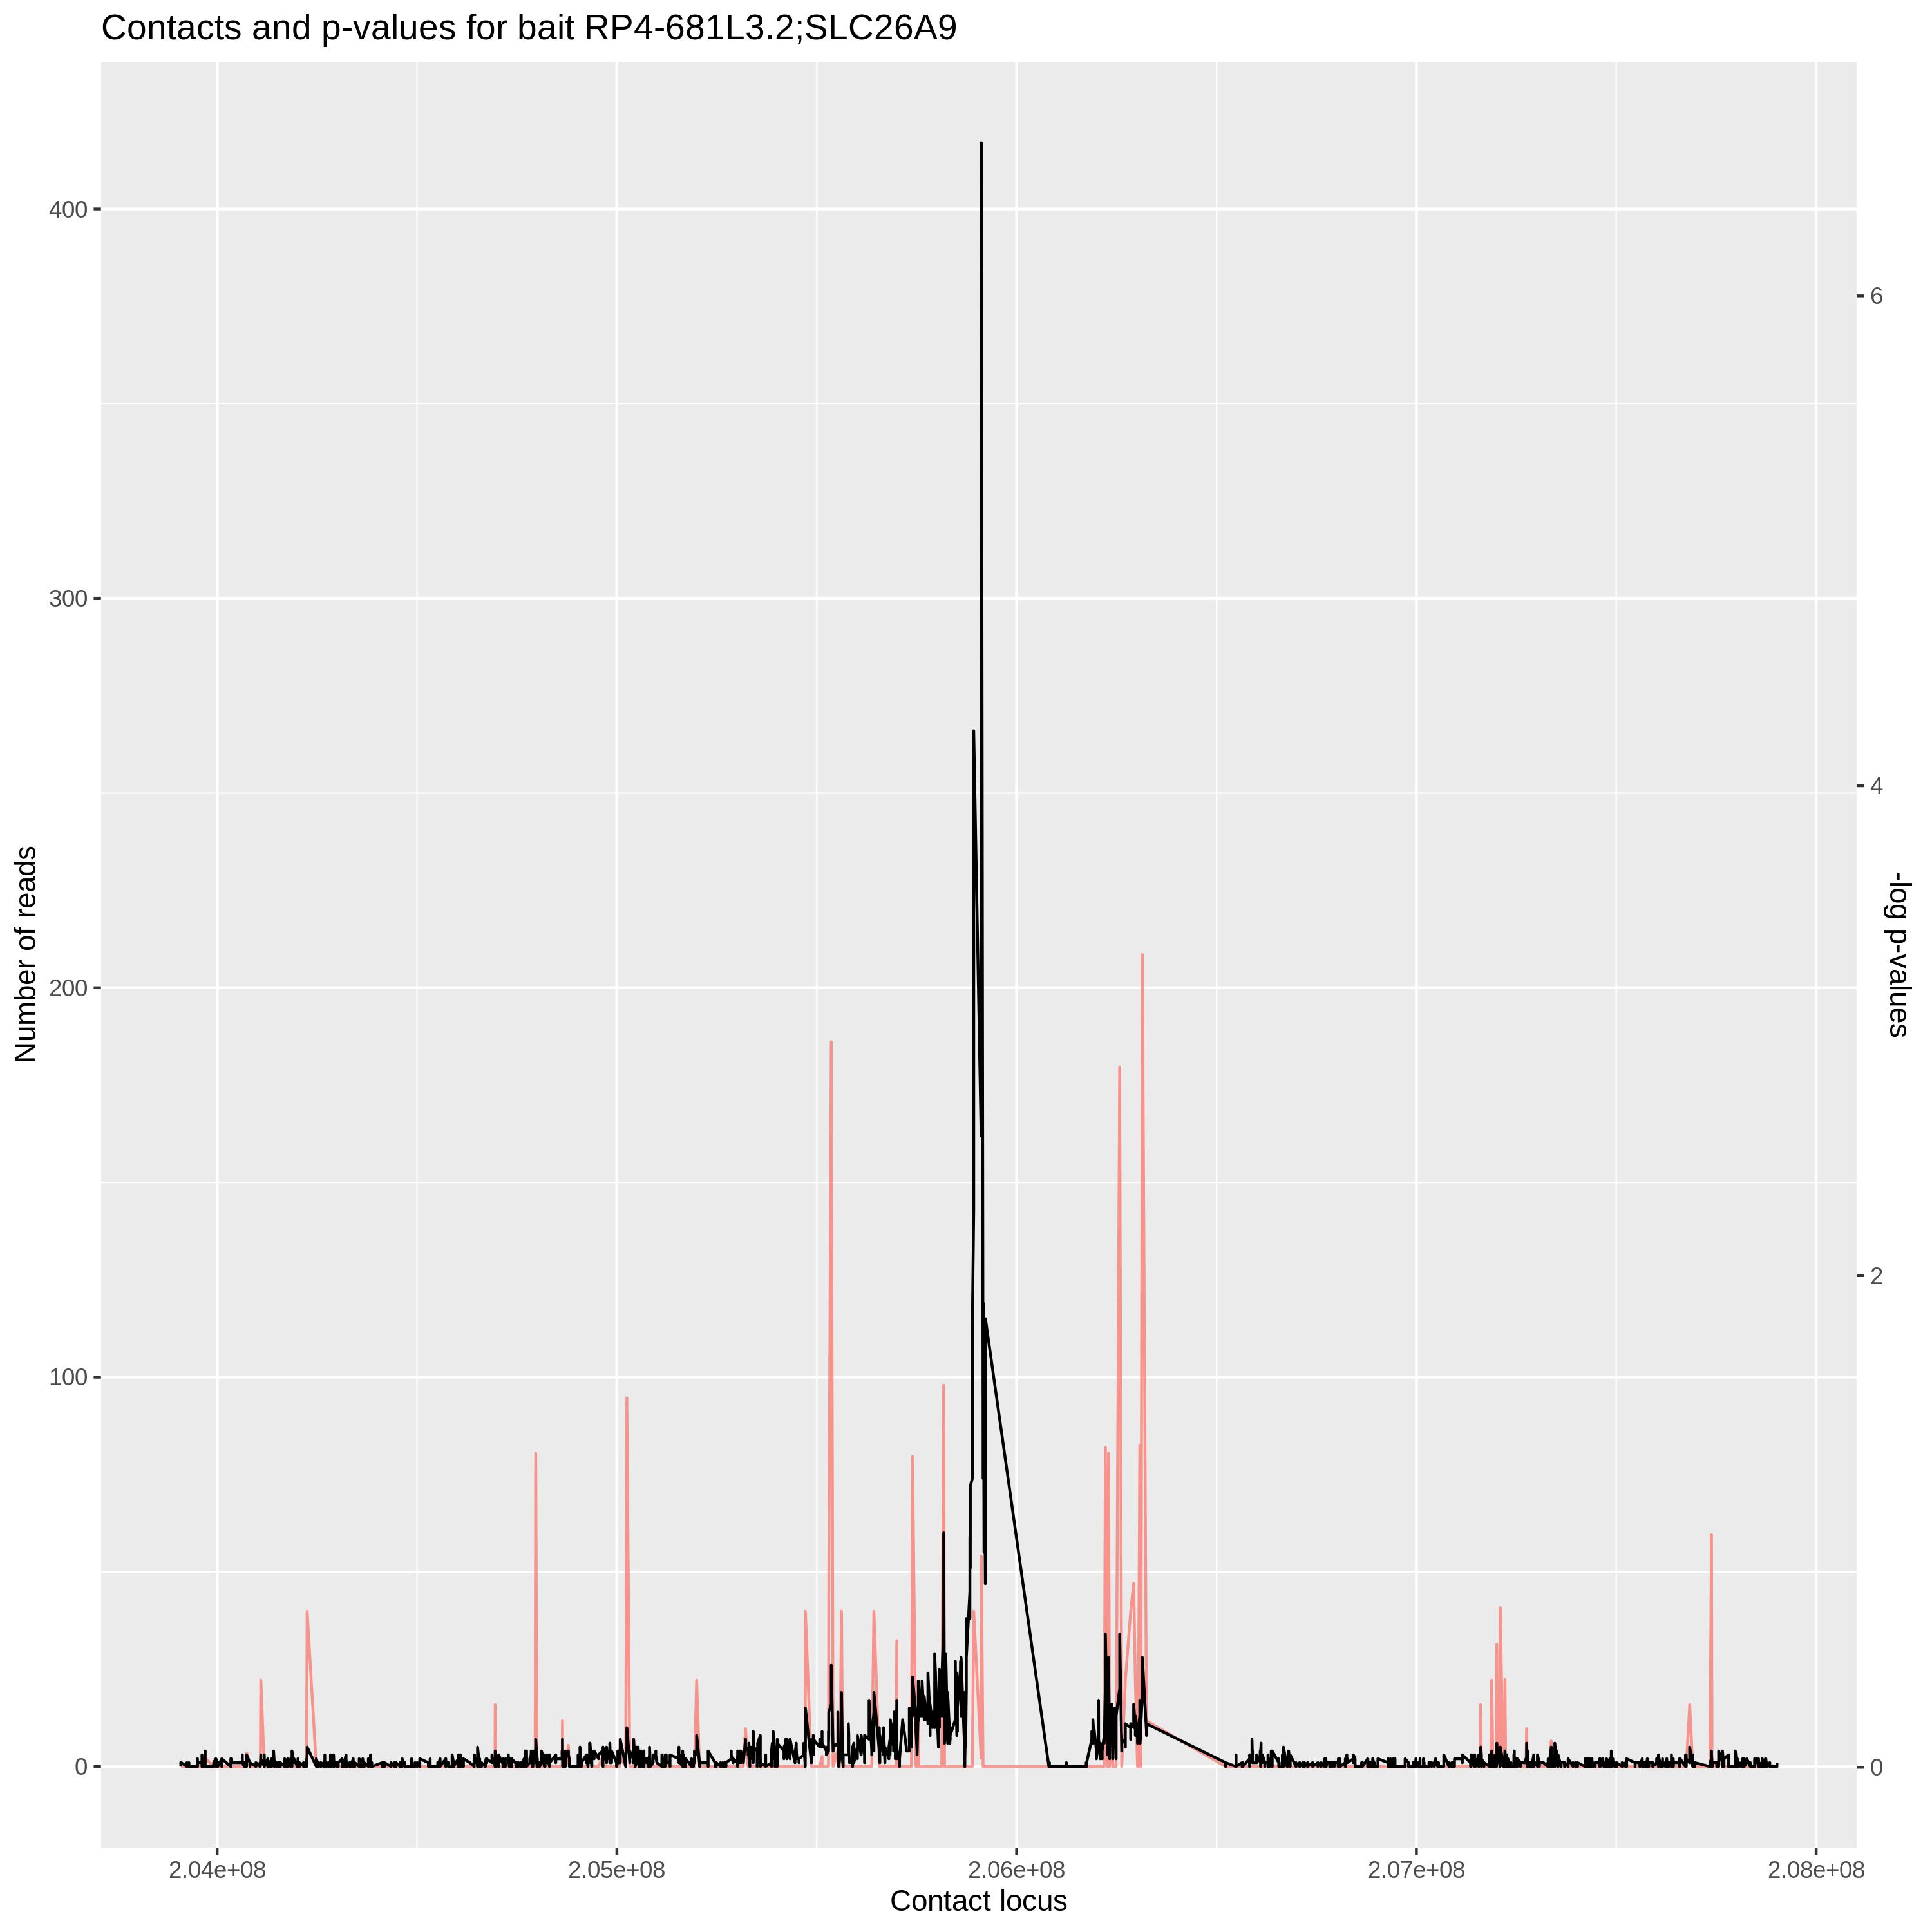 Contacts and p-values for bait RP4-681L3.2;SLC26A9
Number of reads
400
300
200
100
0
6
4
2
0
-log p-values
2.04e+08
2.05e+08
2.06e+08
2.07e+08
2.08e+08
Contact locus